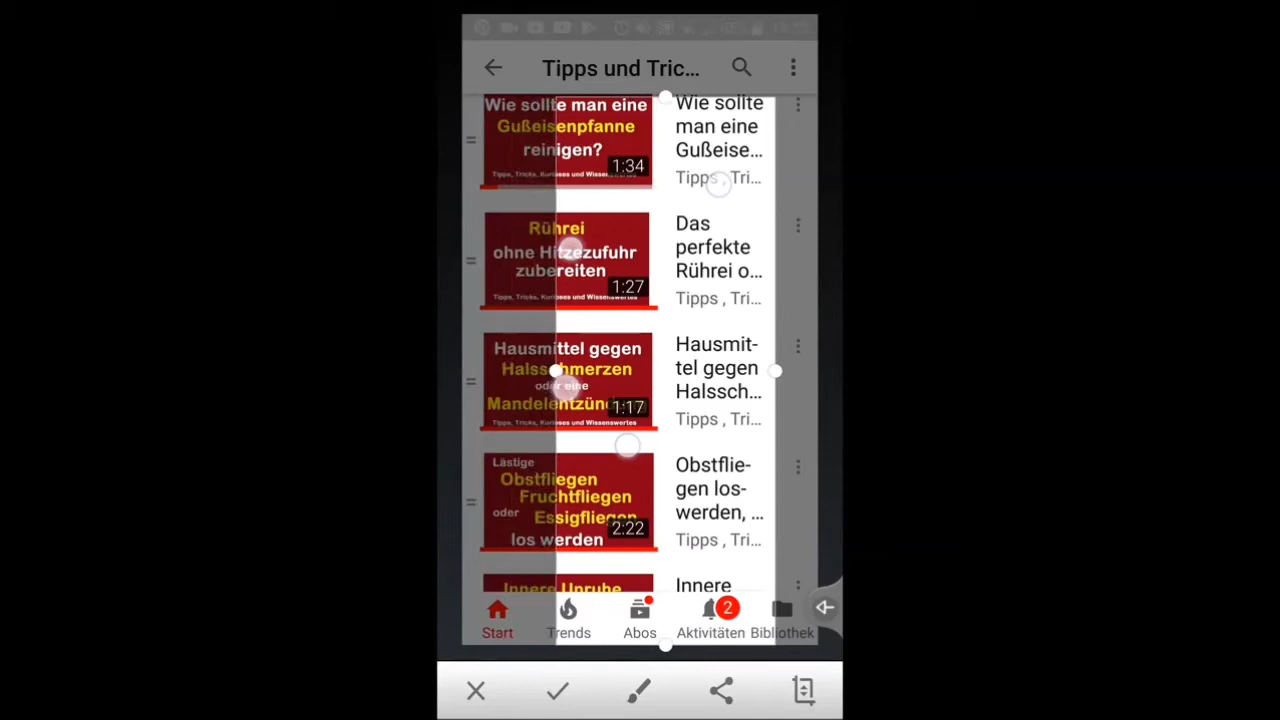 Tipps und Tric...
Wie sollte man eine
Gußeisenpfanne
reinigen?
1:34
Tipps, Tricks, Kurioses und Wissenswertes
Wie sollte
man eine
Gußeise...
Tipps , Tri...
Rührei
ohne Hitzezufuhr
zubereiten
1:27
Tipps, Tricks, Kurioses und Wissenswertes
Das
perfekte
Rührei o...
Tipps , Tri...
Hausmittel gegen
Halsschmerzen
oder eine
1:17
Tipps, Tricks, Kurioses und Wissenswertes
Hausmit-
tel gegen
Halssch...
Tipps , Tri...
Lästige
Obstfliegen
Fruchtfliegen
oder
Essigfliegen
2:22
los werden
Obstflie-
gen los-
werden, ...
Tipps , Tri...
Innere Unruhe
Innere
2
Start
Trends
Abos
Aktivitäten
Bibliothek